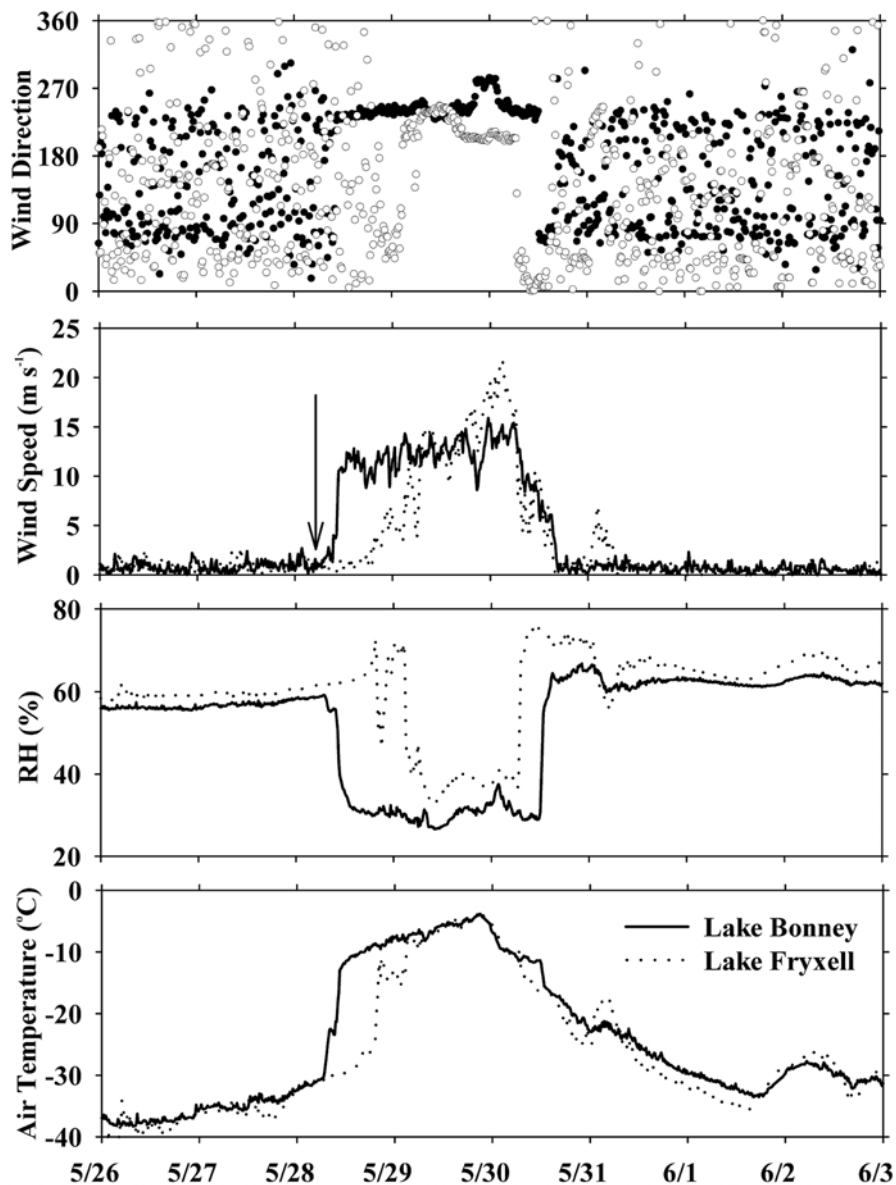 360
270
180
90
0
Wind Direction
25
20
15
10
5
0
Wind Speed (m s⁻¹)
80
60
40
20
RH (%)
0
-10
-20
-30
-40
Air Temperature (°C)
Lake Bonney
Lake Fryxell
5/26 5/27 5/28 5/29 5/30 5/31 6/1 6/2 6/3